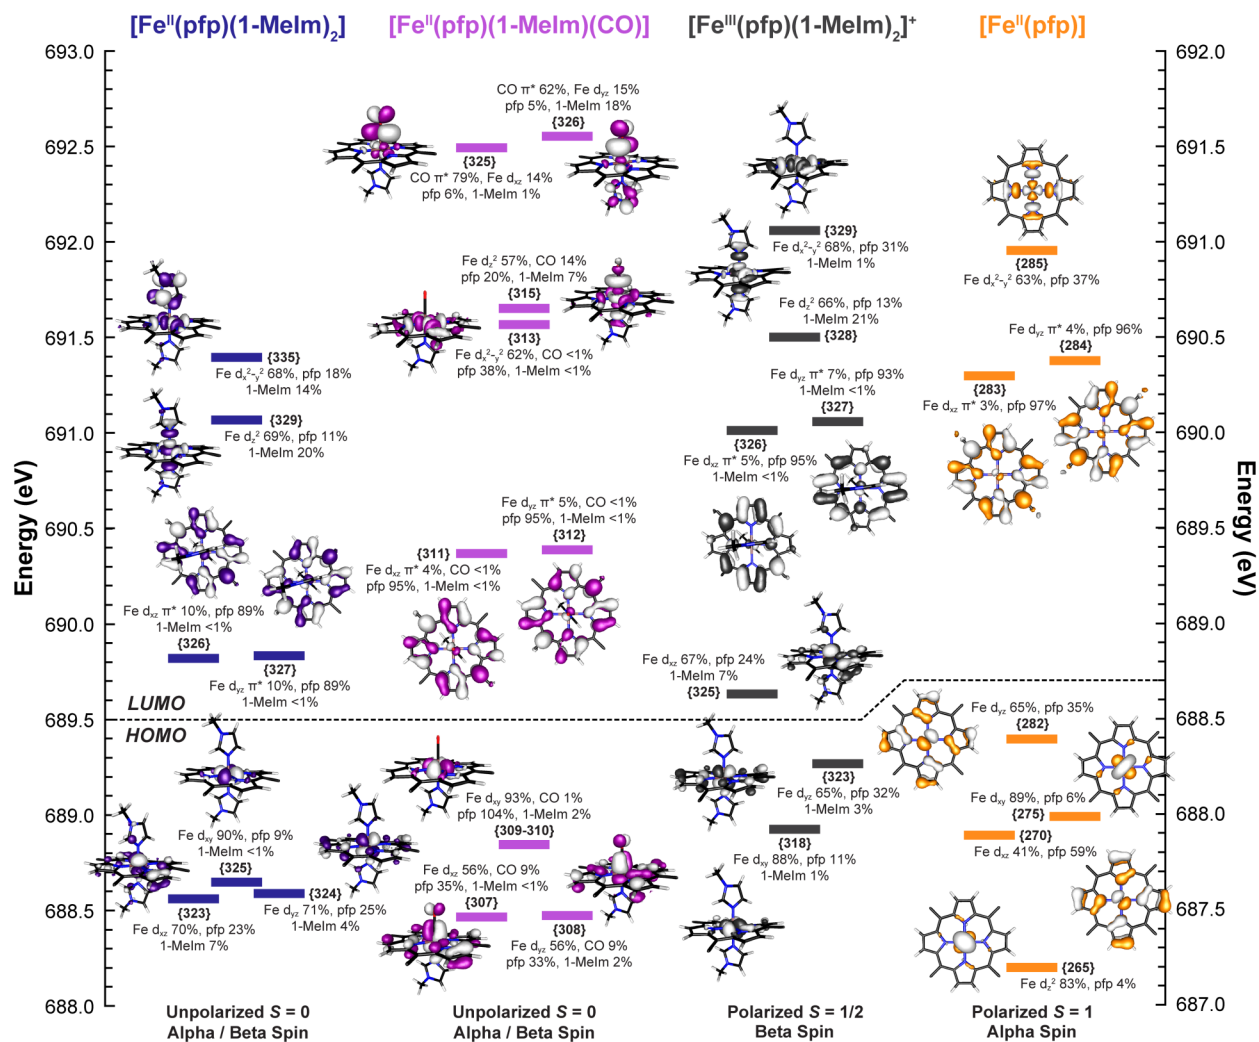 [Fe^II(pfp)(1-MeIm)₂]
[Fe^II(pfp)(1-MeIm)(CO)]
[Fe^III(pfp)(1-MeIm)₂]⁺
[Fe^II(pfp)]
Energy (eV)
693.0
692.5
692.0
691.5
691.0
690.5
690.0
689.5
689.0
688.5
688.0
{335}
Fe d_x²-y² 68%, pfp 18%
1-MeIm 14%
{329}
Fe d_z² 69%, pfp 11%
1-MeIm 20%
Fe d_xz π* 10%, pfp 89%
1-MeIm <1%
{326}
{327}
Fe d_yz π* 10%, pfp 89%
1-MeIm <1%
LUMO
HOMO
Fe d_xy 90%, pfp 9%
1-MeIm <1%
{325}
{323}
Fe d_xz 70%, pfp 23%
1-MeIm 7%
{324}
Fe d_yz 71%, pfp 25%
1-MeIm 4%
Unpolarized S = 0
Alpha / Beta Spin
CO π* 62%, Fe d_yz 15%
pfp 5%, 1-MeIm 18%
{326}
{325}
CO π* 79%, Fe d_xz 14%
pfp 6%, 1-MeIm 1%
Fe d_z² 57%, CO 14%
pfp 20%, 1-MeIm 7%
{315}
{313}
Fe d_x²-y² 62%, CO <1%
pfp 38%, 1-MeIm <1%
Fe d_yz π* 5%, CO <1%
pfp 95%, 1-MeIm <1%
{312}
{311}
Fe d_xz π* 4%, CO <1%
pfp 95%, 1-MeIm <1%
Fe d_xy 93%, CO 1%
pfp 104%, 1-MeIm 2%
{309-310}
Fe d_xz 56%, CO 9%
pfp 35%, 1-MeIm <1%
{307}
{308}
Fe d_yz 56%, CO 9%
pfp 33%, 1-MeIm 2%
Unpolarized S = 0
Alpha / Beta Spin
{329}
Fe d_x²-y² 68%, pfp 31%
1-MeIm 1%
Fe d_z² 66%, pfp 13%
1-MeIm 21%
{328}
Fe d_yz π* 7%, pfp 93%
1-MeIm <1%
{327}
{326}
Fe d_xz π* 5%, pfp 95%
1-MeIm <1%
Fe d_xz 67%, pfp 24%
1-MeIm 7%
{325}
{323}
Fe d_yz 65%, pfp 32%
1-MeIm 3%
{318}
Fe d_xy 88%, pfp 11%
1-MeIm 1%
Polarized S = 1/2
Beta Spin
{285}
Fe d_x²-y² 63%, pfp 37%
Fe d_yz π* 4%, pfp 96%
{284}
{283}
Fe d_xz π* 3%, pfp 97%
Fe d_yz 65%, pfp 35%
{282}
Fe d_xy 89%, pfp 6%
{275}
{270}
Fe d_xz 41%, pfp 59%
{265}
Fe d_z² 83%, pfp 4%
Polarized S = 1
Alpha Spin
692.0
691.5
691.0
690.5
690.0
689.5
689.0
688.5
688.0
687.5
687.0
Energy (eV)